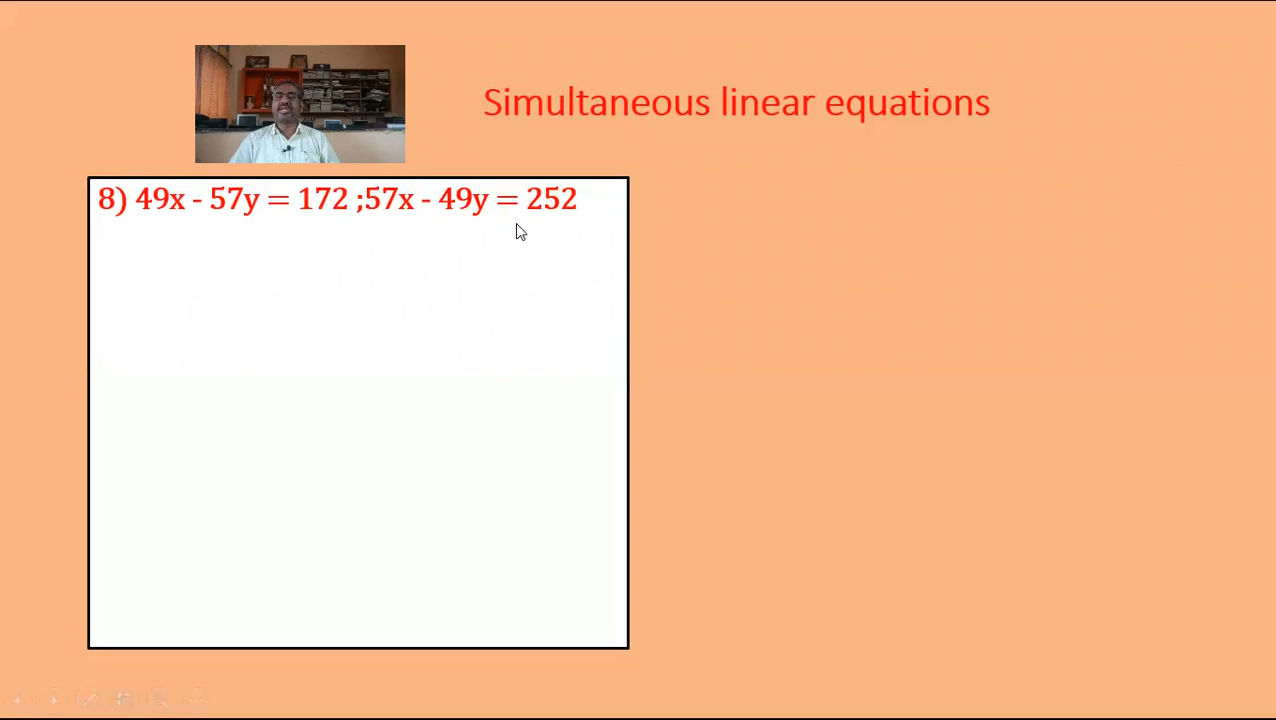 Simultaneous linear equations
8) 49x - 57y = 172 ;57x - 49y = 252